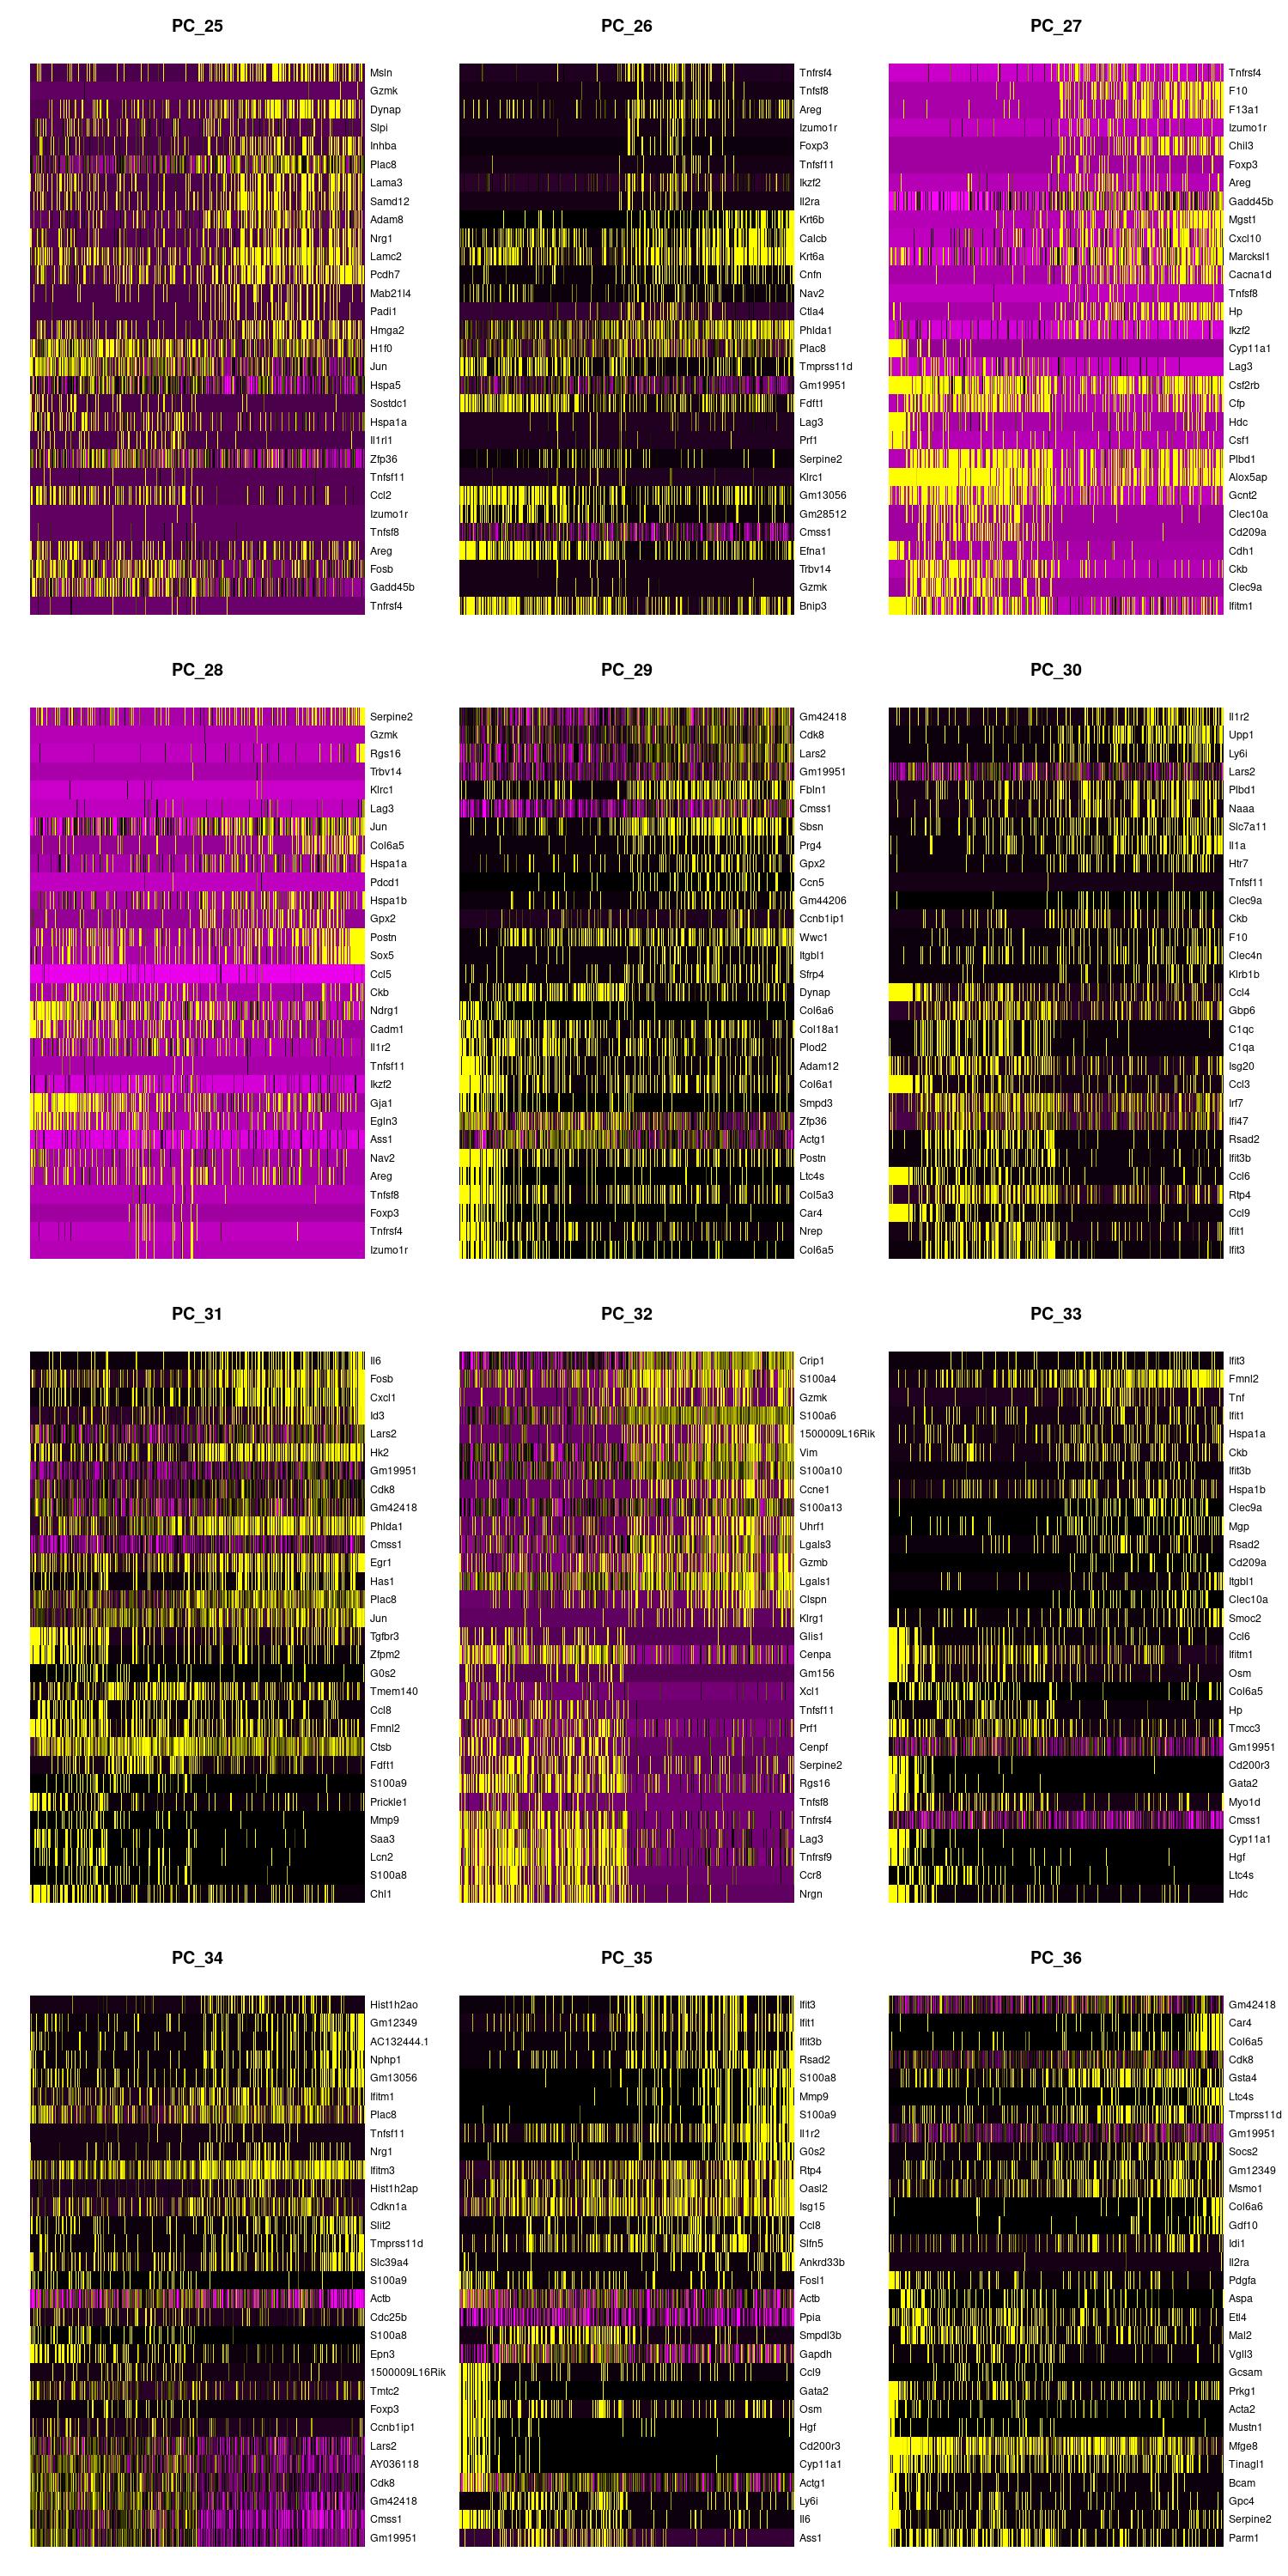 PC_25
Msln
Gzmk
Dynap
Slpi
Inhba
Plac8
Lama3
Samd12
Adam8
Nrg1
Lamc2
Pcdh7
Mab21l4
Padi1
Hmga2
H1f0
Jun
Hspa5
Sostdc1
Hspa1a
Il1rl1
Zfp36
Tnfsf11
Ccl2
Izumo1r
Tnfsf8
Areg
Fosb
Gadd45b
Tnfrsf4
PC_26
Tnfrsf4
Tnfsf8
Areg
Izumo1r
Foxp3
Tnfsf11
Ikzf2
Il2ra
Krt6b
Calcb
Krt6a
Cnfn
Nav2
Ctla4
Phlda1
Plac8
Tmprss11d
Gm19951
Fdft1
Lag3
Prf1
Serpine2
Klrc1
Gm13056
Gm28512
Cmss1
Efna1
Trbv14
Gzmk
Bnip3
PC_27
Tnfrsf4
F10
F13a1
Izumo1r
Chil3
Foxp3
Areg
Gadd45b
Mgst1
Cxcl10
Marcksl1
Cacna1d
Tnfsf8
Hp
Ikzf2
Cyp11a1
Lag3
Csf2rb
Cfp
Hdc
Csf1
Plbd1
Alox5ap
Gcnt2
Clec10a
Cd209a
Cdh1
Ckb
Clec9a
Ifitm1
PC_28
Serpine2
Gzmk
Rgs16
Trbv14
Klrc1
Lag3
Jun
Col6a5
Hspa1a
Pdcd1
Hspa1b
Gpx2
Postn
Sox5
Ccl5
Ckb
Ndrg1
Cadm1
Il1r2
Tnfsf11
Ikzf2
Gja1
Egln3
Ass1
Nav2
Areg
Tnfsf8
Foxp3
Tnfrsf4
Izumo1r
PC_29
Gm42418
Cdk8
Lars2
Gm19951
Fbln1
Cmss1
Sbsn
Prg4
Gpx2
Ccn5
Gm44206
Ccnb1ip1
Wwc1
Itgbl1
Sfrp4
Dynap
Col6a6
Col18a1
Plod2
Adam12
Col6a1
Smpd3
Zfp36
Actg1
Postn
Ltc4s
Col5a3
Car4
Nrep
Col6a5
PC_30
Il1r2
Upp1
Ly6i
Lars2
Plbd1
Naaa
Slc7a11
Il1a
Htr7
Tnfsf11
Clec9a
Ckb
F10
Clec4n
Klrb1b
Ccl4
Gbp6
C1qc
C1qa
Isg20
Ccl3
Irf7
Ifi47
Rsad2
Ifit3b
Ccl6
Rtp4
Ccl9
Ifit1
Ifit3
PC_31
Il6
Fosb
Cxcl1
Id3
Lars2
Hk2
Gm19951
Cdk8
Gm42418
Phlda1
Cmss1
Egr1
Has1
Plac8
Jun
Tgfbr3
Zfpm2
G0s2
Tmem140
Ccl8
Fmnl2
Ctsb
Fdft1
S100a9
Prickle1
Mmp9
Saa3
Lcn2
S100a8
Chl1
PC_32
Crip1
S100a4
Gzmk
S100a6
1500009L16Rik
Vim
S100a10
Ccne1
S100a13
Uhrf1
Lgals3
Gzmb
Lgals1
Clspn
Klrg1
Glis1
Cenpa
Gm156
Xcl1
Tnfsf11
Prf1
Cenpf
Serpine2
Rgs16
Tnfsf8
Tnfrsf4
Lag3
Tnfrsf9
Ccr8
Nrgn
PC_33
Ifit3
Fmnl2
Tnf
Ifit1
Hspa1a
Ckb
Ifit3b
Hspa1b
Clec9a
Mgp
Rsad2
Cd209a
Itgbl1
Clec10a
Smoc2
Ccl6
Ifitm1
Osm
Col6a5
Hp
Tmcc3
Gm19951
Cd200r3
Gata2
Myo1d
Cmss1
Cyp11a1
Hgf
Ltc4s
Hdc
PC_34
Hist1h2ao
Gm12349
AC132444.1
Nphp1
Gm13056
Ifitm1
Plac8
Tnfsf11
Nrg1
Ifitm3
Hist1h2ap
Cdkn1a
Slit2
Tmprss11d
Slc39a4
S100a9
Actb
Cdc25b
S100a8
Epn3
1500009L16Rik
Tmtc2
Foxp3
Ccnb1ip1
Lars2
AY036118
Cdk8
Gm42418
Cmss1
Gm19951
PC_35
Ifit3
Ifit1
Ifit3b
Rsad2
S100a8
Mmp9
S100a9
Il1r2
G0s2
Rtp4
Oasl2
Isg15
Ccl8
Slfn5
Ankrd33b
Fosl1
Actb
Ppia
Smpdl3b
Gapdh
Ccl9
Gata2
Osm
Hgf
Cd200r3
Cyp11a1
Actg1
Ly6i
Il6
Ass1
PC_36
Gm42418
Car4
Col6a5
Cdk8
Gsta4
Ltc4s
Tmprss11d
Gm19951
Socs2
Gm12349
Msmo1
Col6a6
Gdf10
Idi1
Il2ra
Pdgfa
Aspa
Etl4
Mal2
Vgll3
Gcsam
Prkg1
Acta2
Mustn1
Mfge8
Tinagl1
Bcam
Gpc4
Serpine2
Parm1